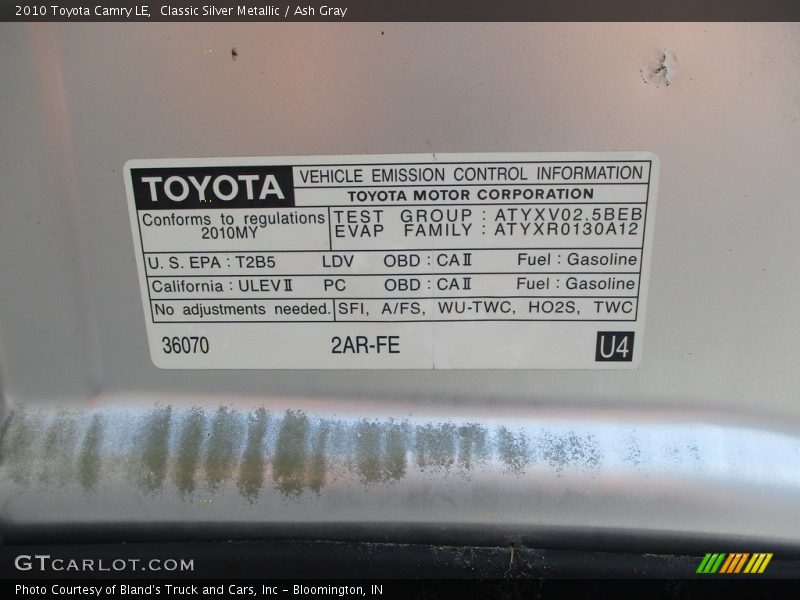 2010 Toyota Camry LE,  Classic Silver Metallic / Ash Gray
TOYOTA
VEHICLE EMISSION CONTROL INFORMATION
TOYOTA MOTOR CORPORATION
Conforms to regulations
2010MY
TEST GROUP : ATYXV02.5BEB
EVAP FAMILY : ATYXR0130A12
U. S. EPA : T2B5 LDV OBD : CAⅡ Fuel : Gasoline
California : ULEVⅡ PC OBD : CAⅡ Fuel : Gasoline
No adjustments needed. SFI, A/FS, WU-TWC, HO2S, TWC
36070 2AR-FE U4
GTCARLOT.COM
Photo Courtesy of Bland's Truck and Cars, Inc – Bloomington, IN